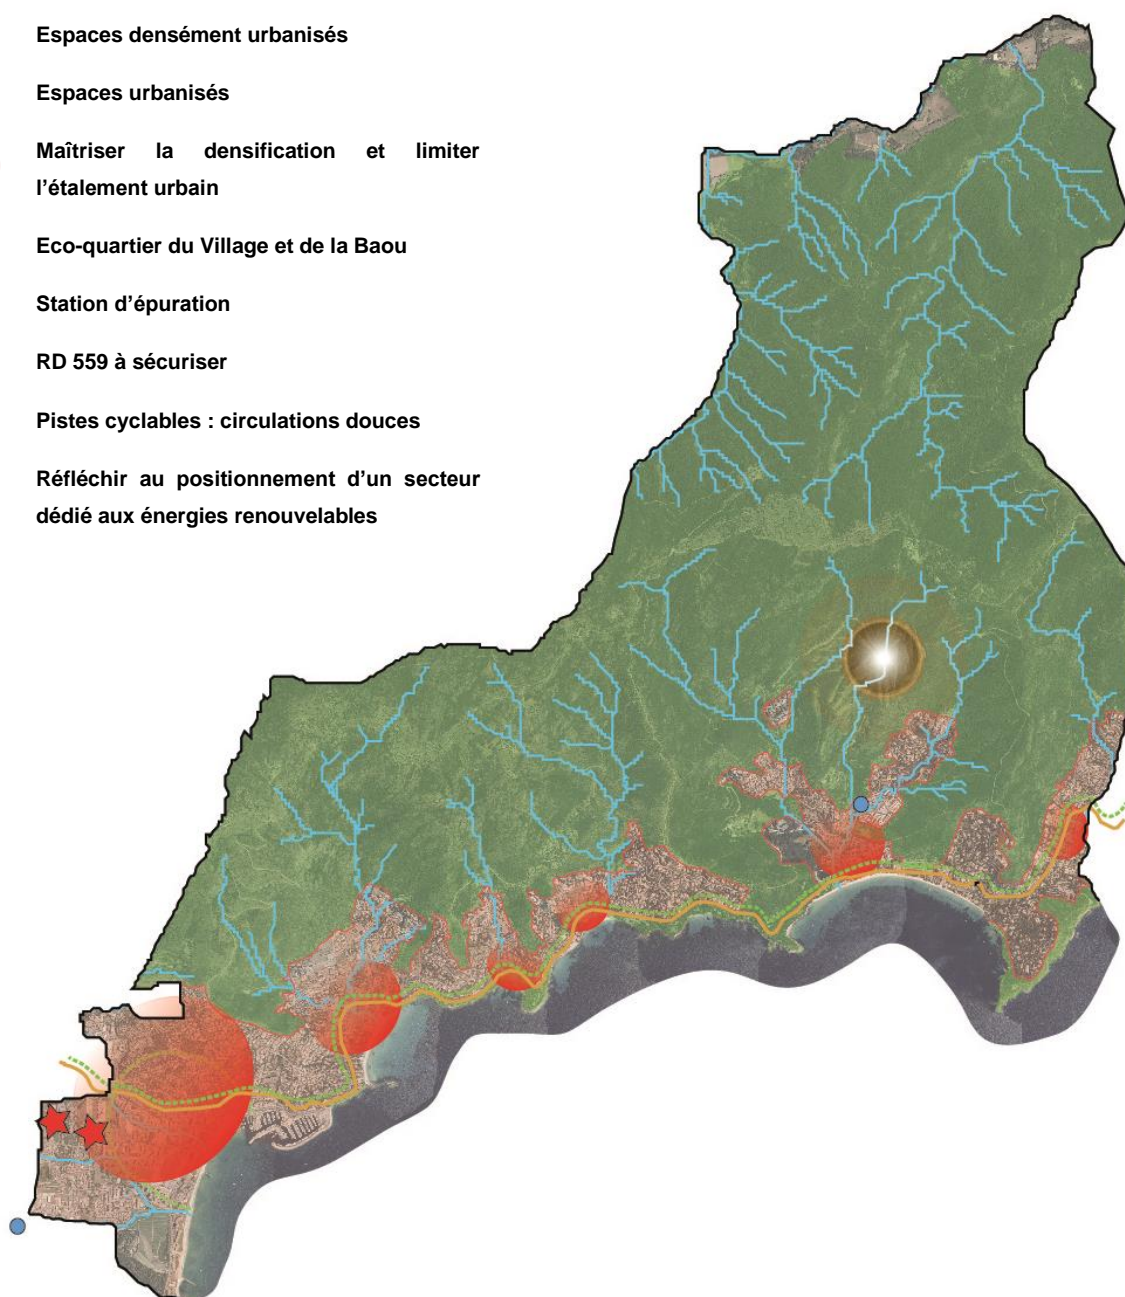 Espaces densément urbanisés
Espaces urbanisés
Maîtriser la densification et limiter
l’étalement urbain
Eco-quartier du Village et de la Baou
Station d’épuration
RD 559 à sécuriser
Pistes cyclables : circulations douces
Réfléchir au positionnement d’un secteur
dédié aux énergies renouvelables